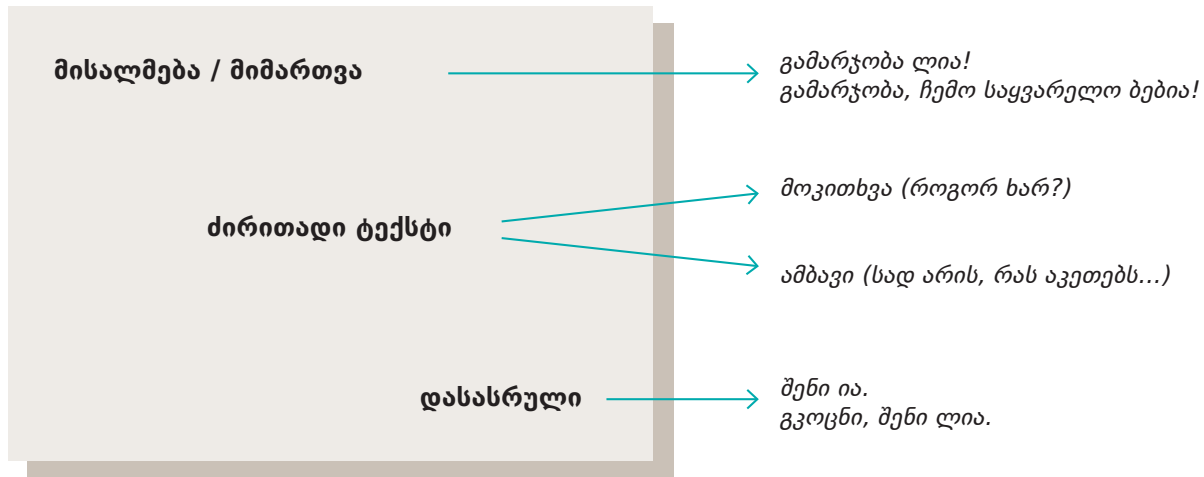 მისალმება / მიმართვა
გამარჯობა ლია!
გამარჯობა, ჩემო საყვარელო ბებია!
ძირითადი ტექსტი
მოკითხვა (როგორ ხარ?)
ამბავი (სად არის, რას აკეთებს...)
დასასრული
შენი ია.
გკოცნი, შენი ლია.